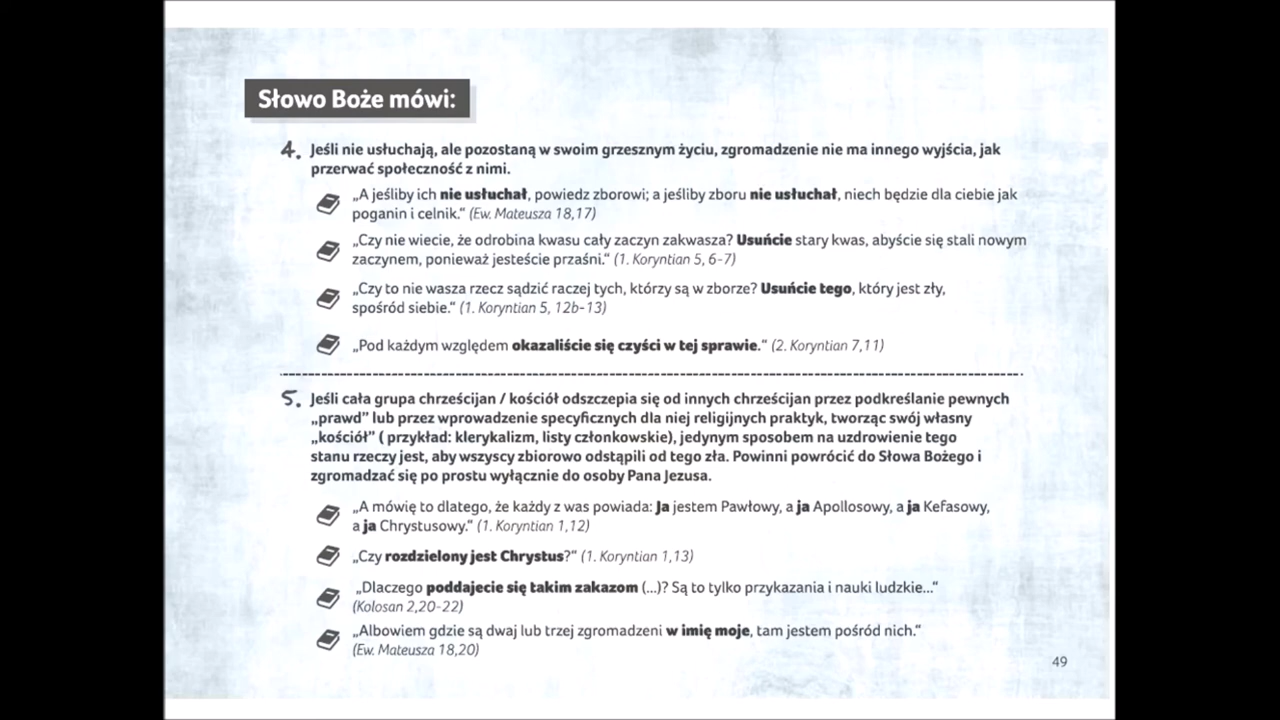 Słowo Boże mówi:
4. Jeśli nie usłuchają, ale pozostaną w swoim grzesznym życiu, zgromadzenie nie ma innego wyjścia, jak
przerwać społeczność z nimi.
„A jeśliby ich nie usłuchał, powiedz zborowi; a jeśliby zboru nie usłuchał, niech będzie dla ciebie jak
poganin i celnik.“ (Ew. Mateusza 18,17)
„Czy nie wiecie, że odrobina kwasu cały zaczyn zakwasza? Usuńcie stary kwas, abyście się stali nowym
zaczynem, ponieważ jesteście przaśni.“ (1. Koryntian 5, 6-7)
„Czy to nie wasza rzecz sądzić raczej tych, którzy są w zborze? Usuńcie tego, który jest zły,
spośród siebie.“ (1. Koryntian 5, 12b-13)
„Pod każdym względem okazaliście się czyści w tej sprawie.“ (2. Koryntian 7,11)
5. Jeśli cała grupa chrześcijan / kościół odszczepia się od innych chrześcijan przez podkreślanie pewnych
„prawd” lub przez wprowadzenie specyficznych dla niej religijnych praktyk, tworząc swój własny
„kościół” ( przykład: klerykalizm, listy członkowskie), jedynym sposobem na uzdrowienie tego
stanu rzeczy jest, aby wszyscy zbiorowo odstąpili od tego zła. Powinni powrócić do Słowa Bożego i
zgromadzać się po prostu wyłącznie do osoby Pana Jezusa.
„A mówię to dlatego, że każdy z was powiada: Ja jestem Pawłowy, a ja Apollosowy, a ja Kefasowy,
a ja Chrystusowy.“ (1. Koryntian 1,12)
„Czy rozdzielony jest Chrystus?“ (1. Koryntian 1,13)
„Dlaczego poddajecie się takim zakazom (...)? Są to tylko przykazania i nauki ludzkie...“
(Kolosan 2,20-22)
„Albowiem gdzie są dwaj lub trzej zgromadzeni w imię moje, tam jestem pośród nich.“
(Ew. Mateusza 18,20)
49